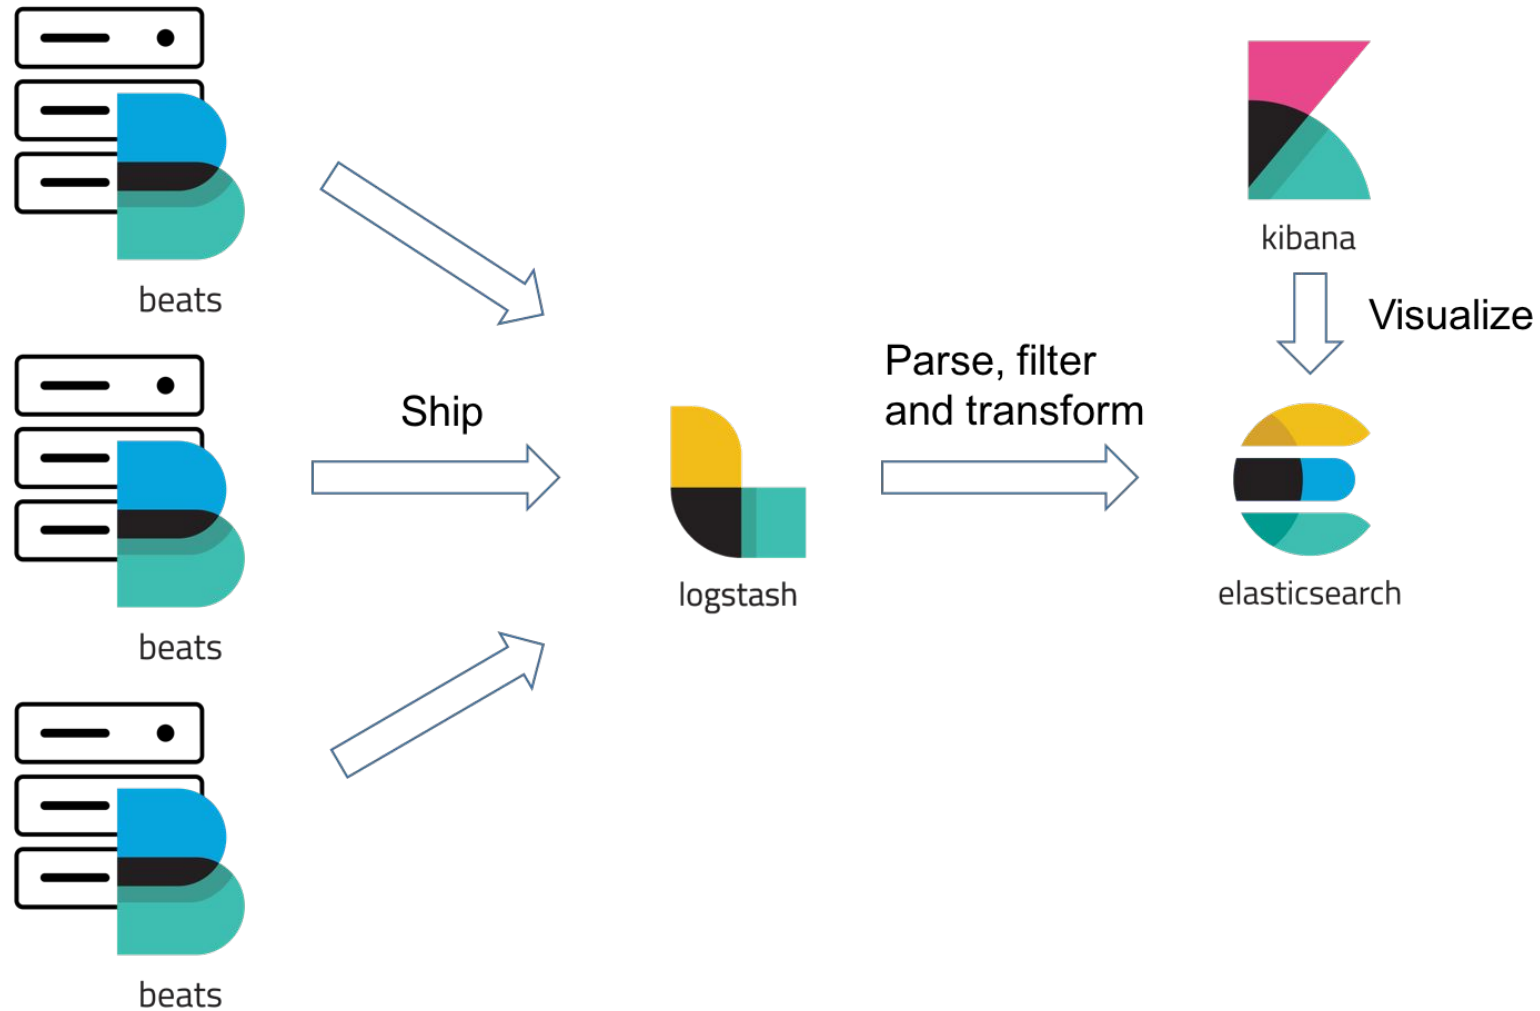 beats
beats
beats
Ship
logstash
Parse, filter
and transform
kibana
Visualize
elasticsearch